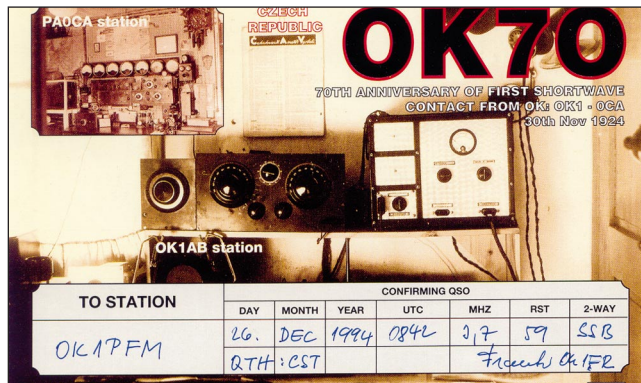 PA0CA station
CZECH
REPUBLIC
OK70
70TH ANNIVERSARY OF FIRST SHORTWAVE
CONTACT FROM OK: OK1 - 0CA
30th Nov 1924
OK1AB station
TO STATION
CONFIRMING QSO
DAY MONTH YEAR UTC MHZ RST 2-WAY
OK1PFM
26. DEC 1994 0842 3,7 59 SSB
QTH: CST OK1FR